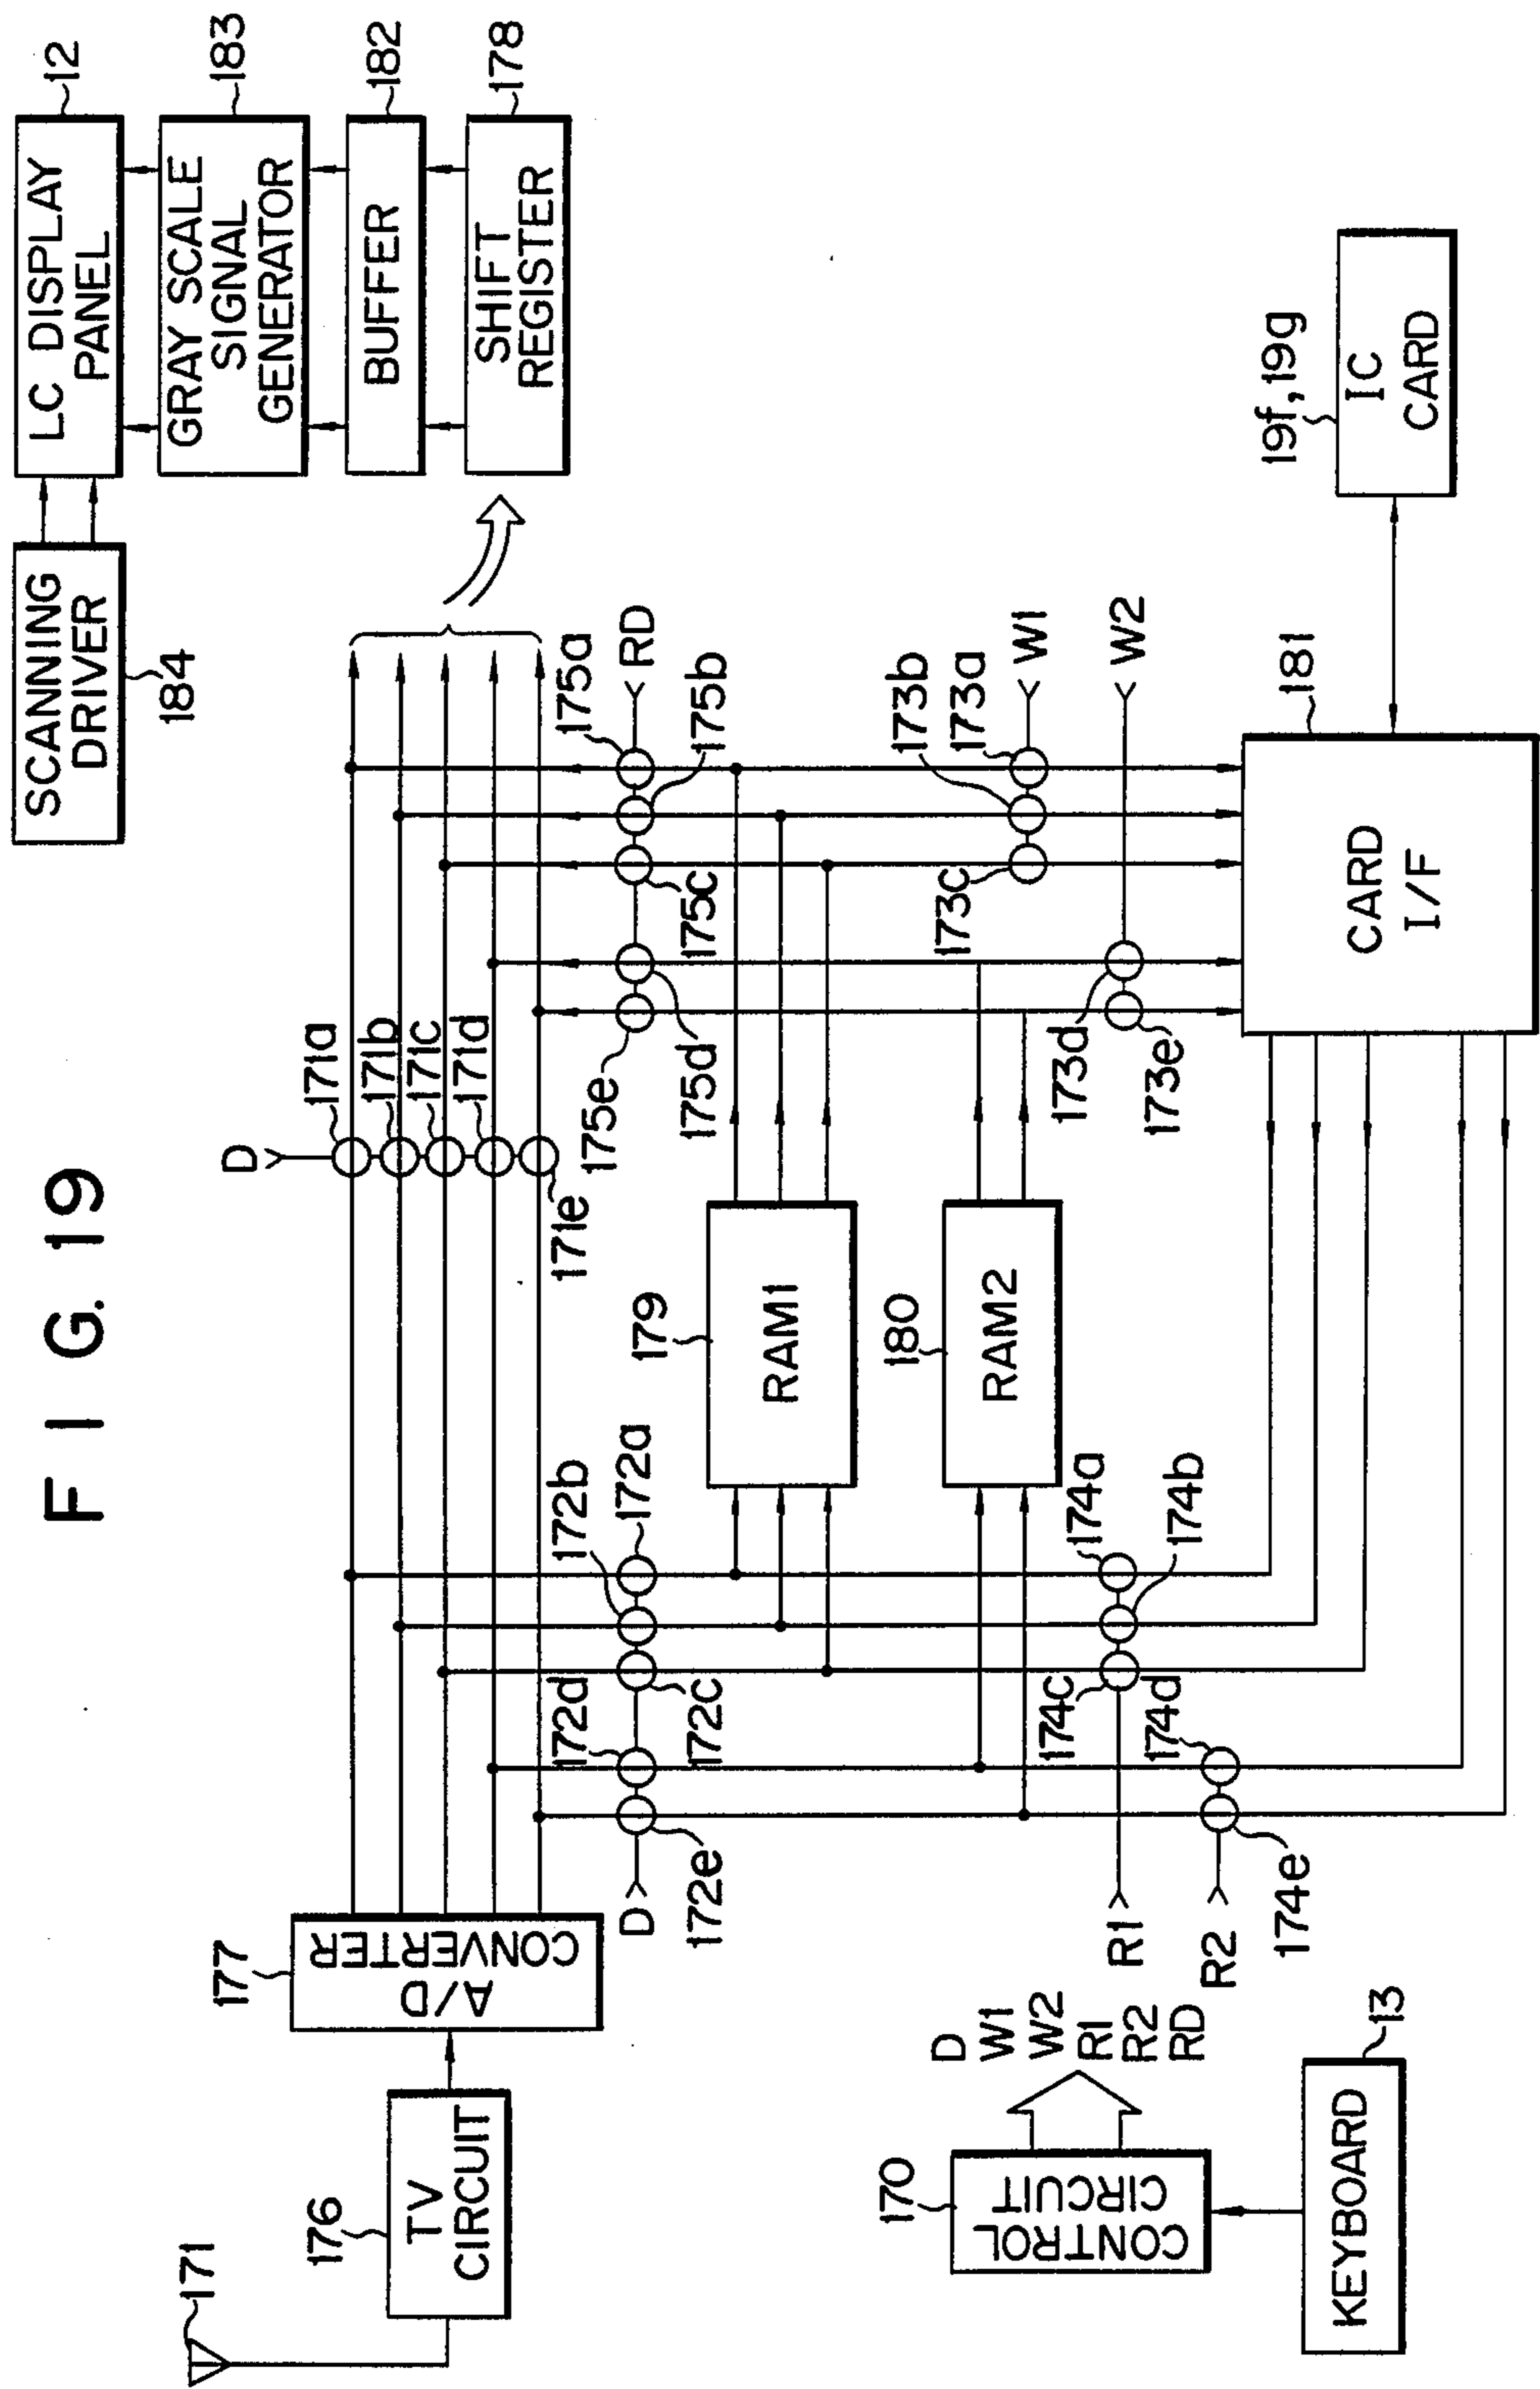 F I G. 19
171
176
TV
CIRCUIT
177
A/D
CONVERTER
D
171a
171b
171c
171d
171e
SCANNING
DRIVER
184
LC DISPLAY
PANEL
12
GRAY SCALE
SIGNAL
GENERATOR
183
BUFFER
182
SHIFT
REGISTER
178
D
172e
172d
172c
172b
172a
175e
175d
175c
175b
175a
RD
179
RAM1
180
RAM2
173a
173b
173c
W1
173d
173e
W2
R1
174a
174b
174c
R2
174d
174e
181
CARD
I/F
19f, 19g
IC
CARD
170
CONTROL
CIRCUIT
D
W1
W2
R1
R2
RD
KEYBOARD
13